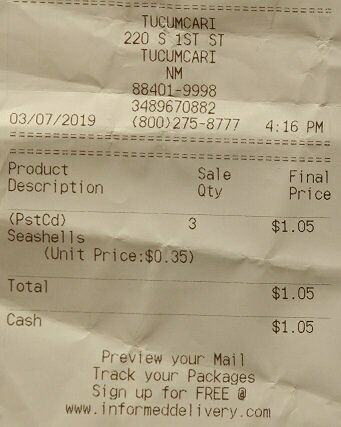 TUCUMCARI
220 S 1ST ST
TUCUMCARI
NM
88401-9998
3489670882
03/07/2019 (800)275-8777 4:16 PM
Product Sale Final
Description Qty Price
(PstCd) 3 $1.05
Seashells
(Unit Price:$0.35)
Total $1.05
Cash $1.05
Preview your Mail
Track your Packages
Sign up for FREE @
www.informeddelivery.com